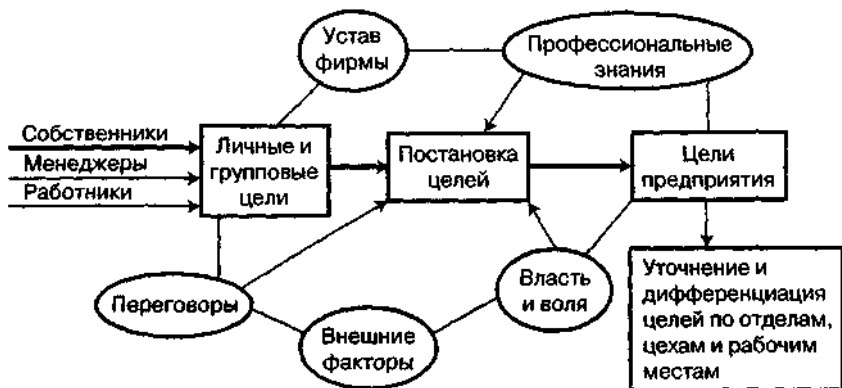 Устав
фирмы
Профессиональные
знания
Собственники
Менеджеры
Работники
Личные и
групповые
цели
Постановка
целей
Цели
предприятия
Переговоры
Внешние
факторы
Власть
и воля
Уточнение и
дифференциация
целей по отделам,
цехам и рабочим
местам